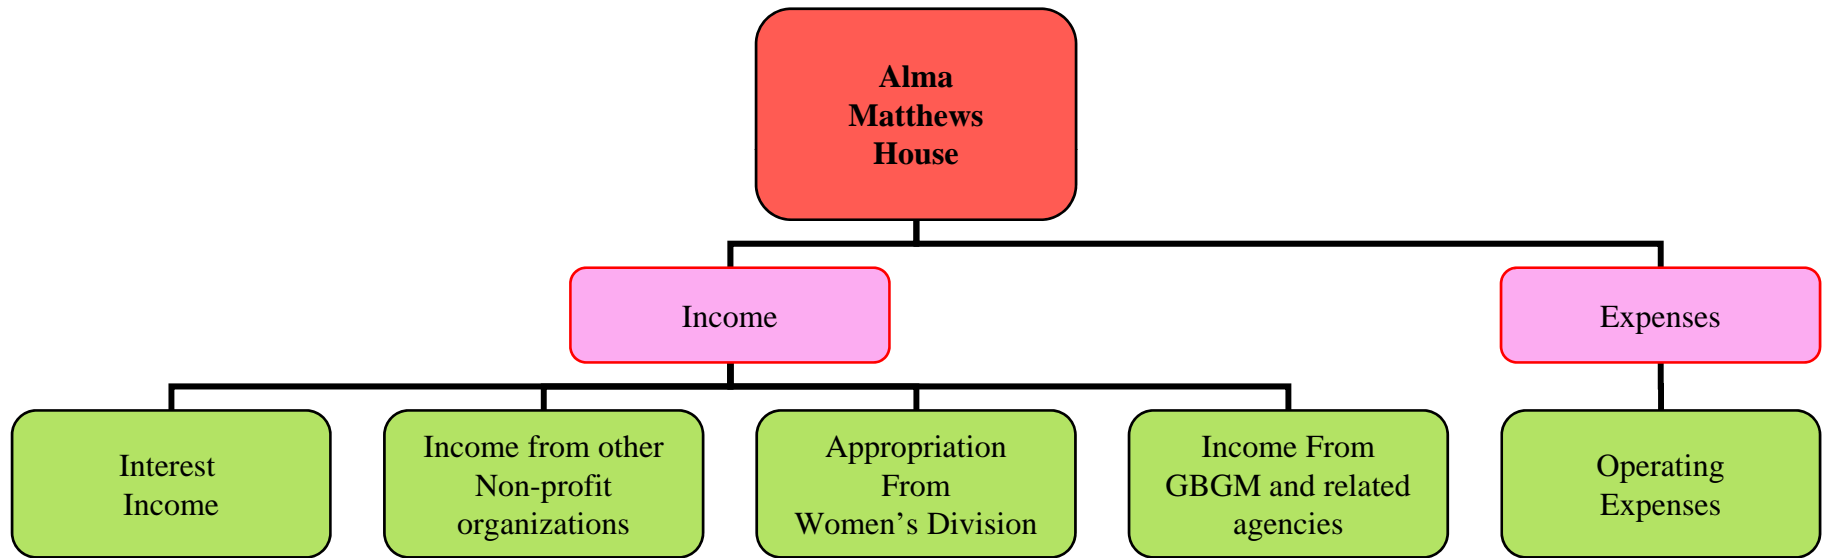 Alma
Matthews
House
Income
Expenses
Interest
Income
Income from other
Non-profit
organizations
Appropriation
From
Women’s Division
Income From
GBGM and related
agencies
Operating
Expenses